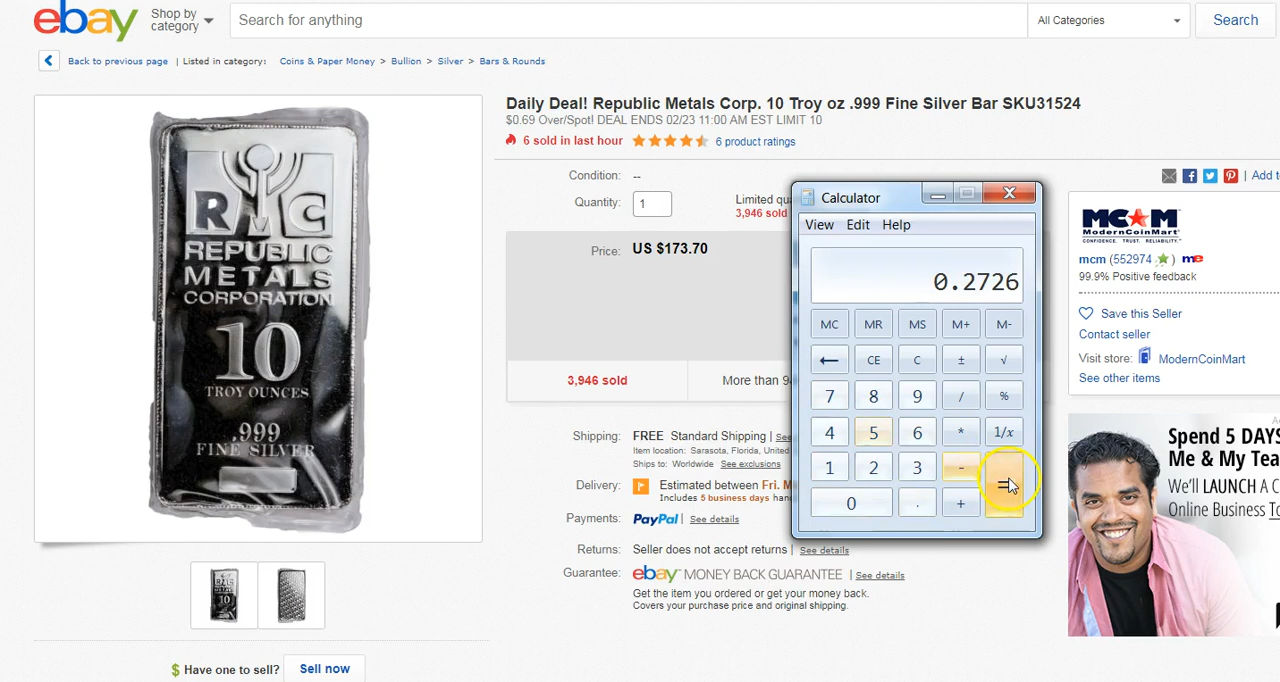 ebay
Shop by
category
Search for anything
All Categories
Search
Back to previous page | Listed in category: Coins & Paper Money > Bullion > Silver > Bars & Rounds
Daily Deal! Republic Metals Corp. 10 Troy oz .999 Fine Silver Bar SKU31524
$0.69 Over/Spot! DEAL ENDS 02/23 11:00 AM EST LIMIT 10
6 sold in last hour
6 product ratings
| Add t
Condition: --
Quantity: 1
Limited qu
3,946 sold
Price: US $173.70
3,946 sold
More than 9
Shipping: FREE Standard Shipping | See
Item location: Sarasota, Florida, United
Ships to: Worldwide See exclusions
Delivery: Estimated between Fri. M
Includes 5 business days han
Payments: PayPal | See details
Returns: Seller does not accept returns | See details
Guarantee: ebay MONEY BACK GUARANTEE | See details
Get the item you ordered or get your money back.
Covers your purchase price and original shipping.
R C
REPUBLIC
METALS
CORPORATION
10
TROY OUNCES
.999
FINE SILVER
$ Have one to sell? Sell now
Calculator
View Edit Help
0.2726
MC MR MS M+ M-
← CE C ± √
7 8 9 / %
4 5 6 * 1/x
1 2 3 - =
0 . +
MCM
ModernCoinMart
CONFIDENCE. TRUST. RELIABILITY.
mcm (552974 ) me
99.9% Positive feedback
Save this Seller
Contact seller
Visit store: ModernCoinMart
See other items
Spend 5 DAYS
Me & My Tea
We'll LAUNCH A C
Online Business To